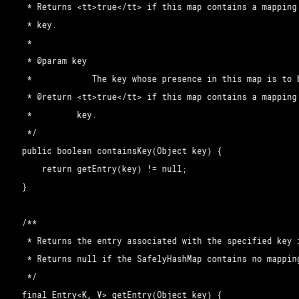 * Returns <tt>true</tt> if this map contains a mapping
* key.
*
* @param key
* The key whose presence in this map is to
* @return <tt>true</tt> if this map contains a mapping
* key.
*/
public boolean containsKey(Object key) {
return getEntry(key) != null;
}
/**
* Returns the entry associated with the specified key
* Returns null if the SafelyHashMap contains no mapping
*/
final Entry<K, V> getEntry(Object key) {